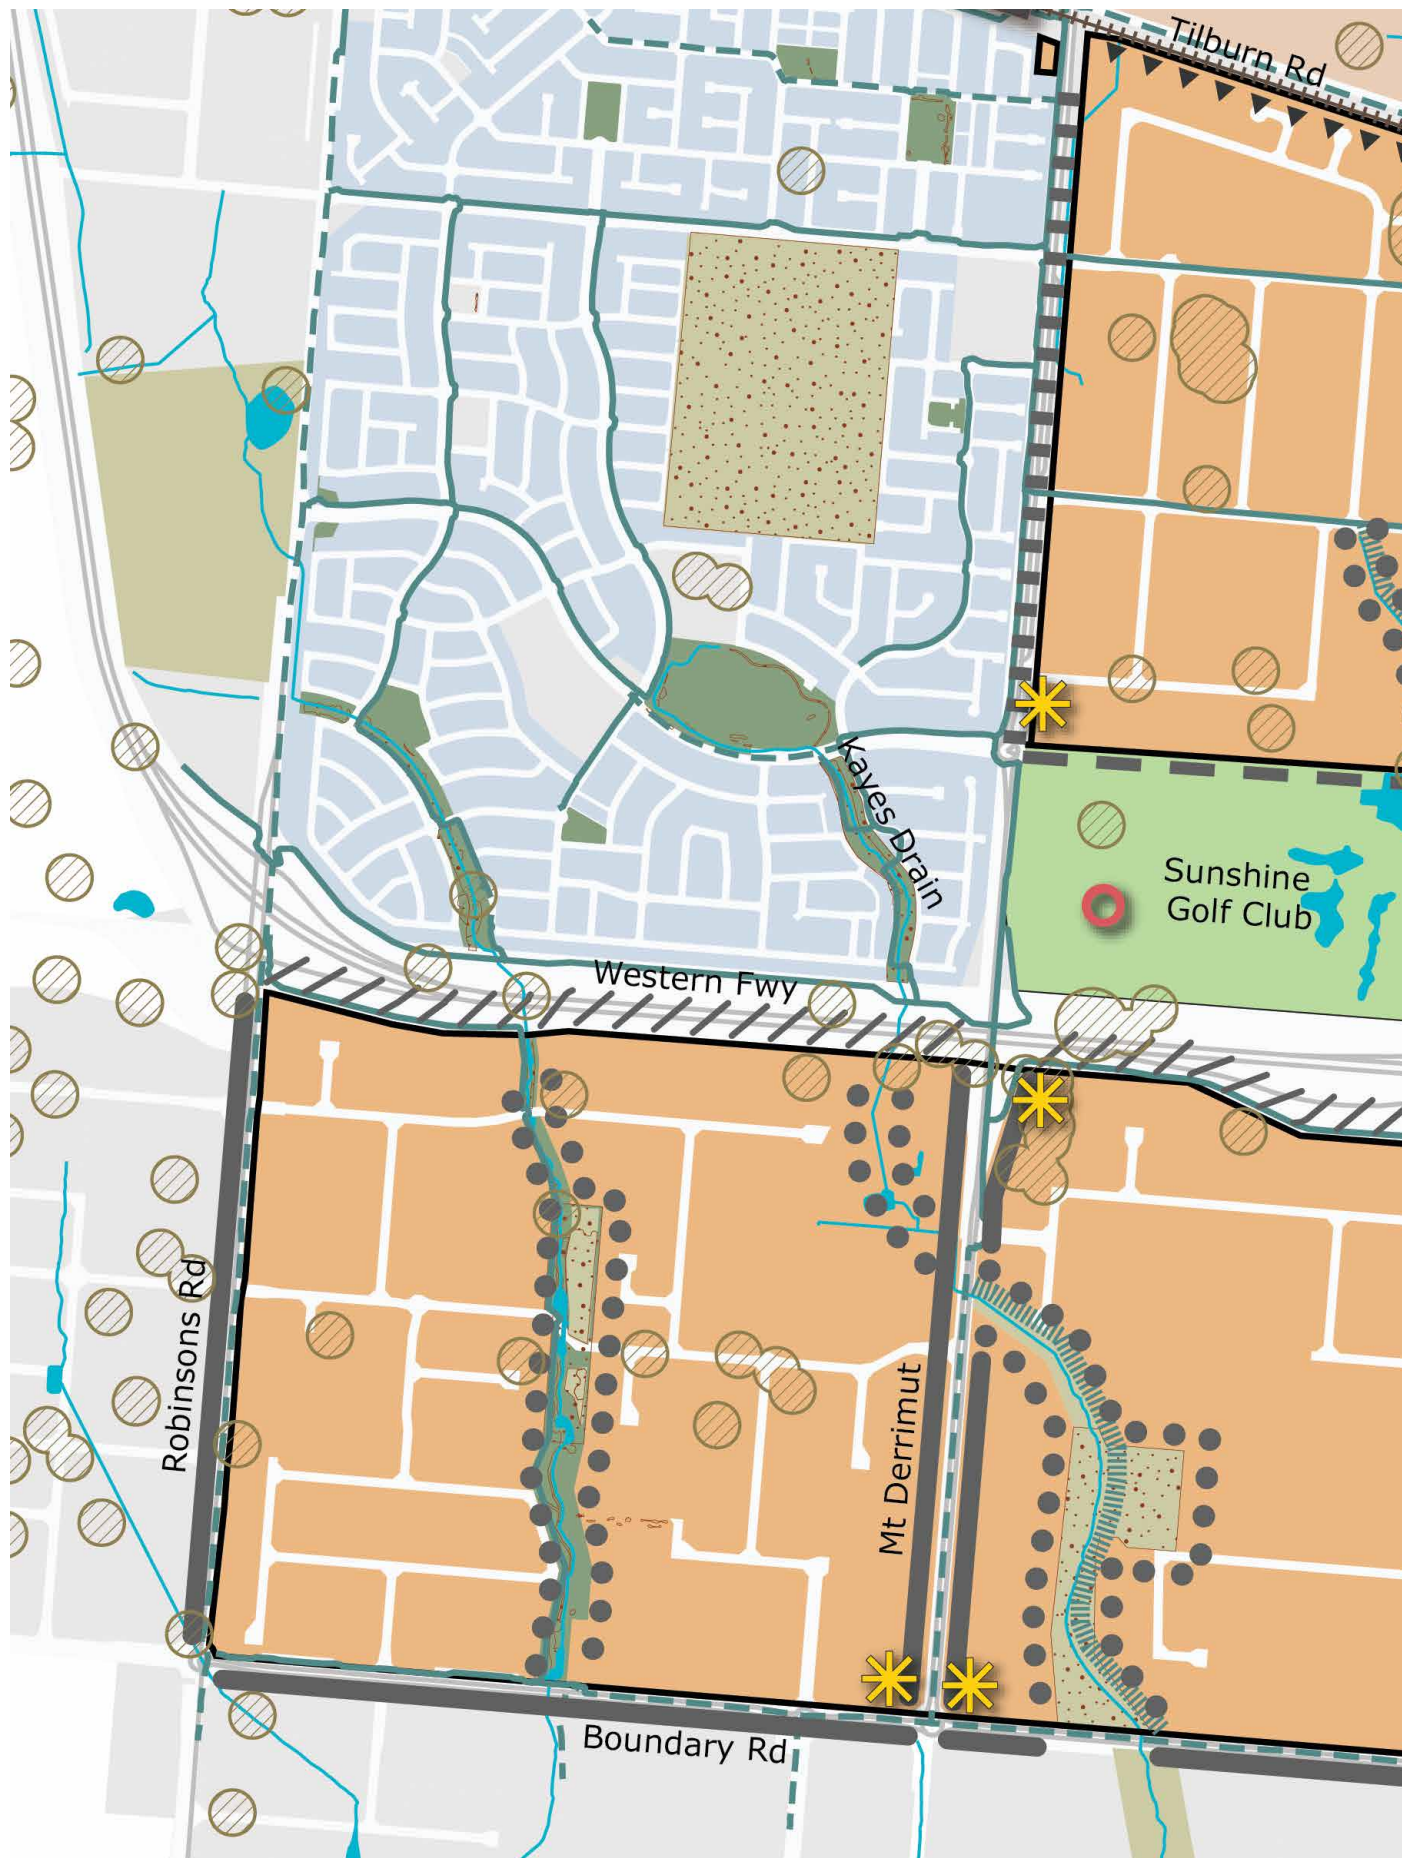 Tilburn Rd
Kayes Drain
Sunshine
Golf Club
Western Fwy
Robinsons Rd
Mt Derrimut
Boundary Rd